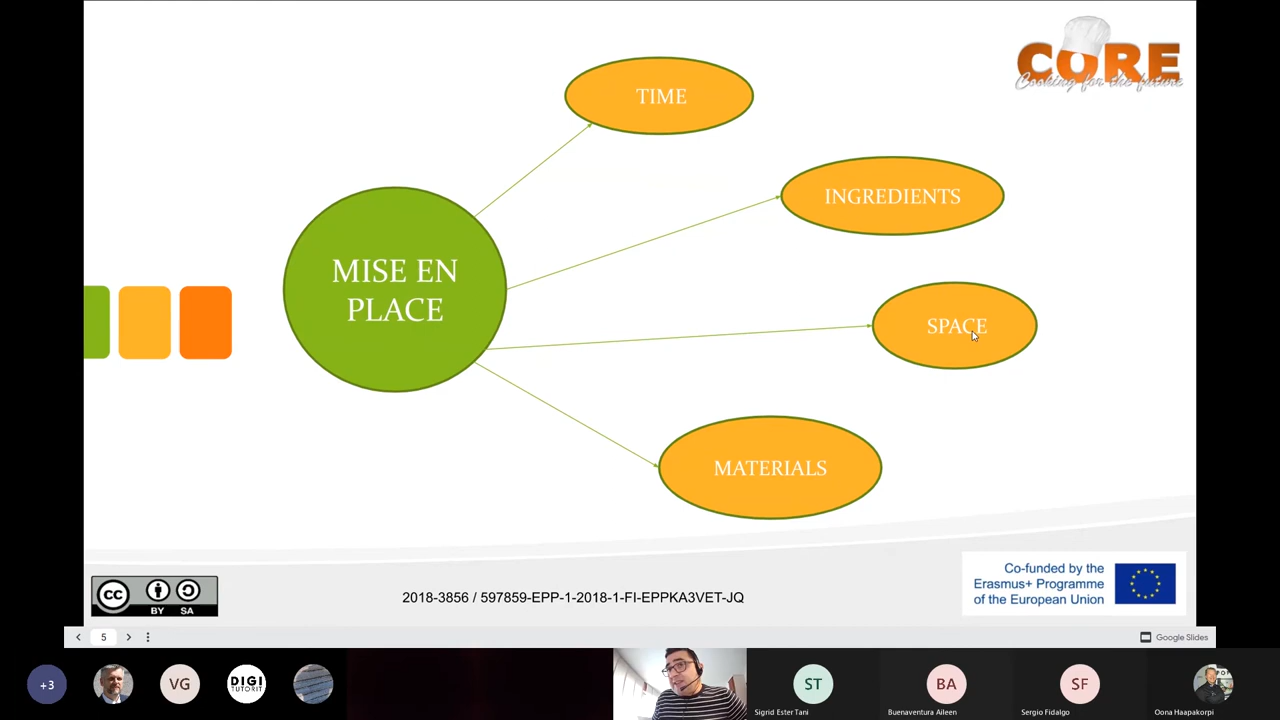 CORE
Cooking for the future
TIME
INGREDIENTS
MISE EN
PLACE
SPACE
MATERIALS
cc
BY SA
2018-3856 / 597859-EPP-1-2018-1-FI-EPPKA3VET-JQ
Co-funded by the
Erasmus+ Programme
of the European Union
5
Google Slides
+3
VG
DIGI
TUTORIT
ST
BA
SF
Sigrid Ester Tani
Buenaventura Aileen
Sergio Fidalgo
Oona Haapakorpi